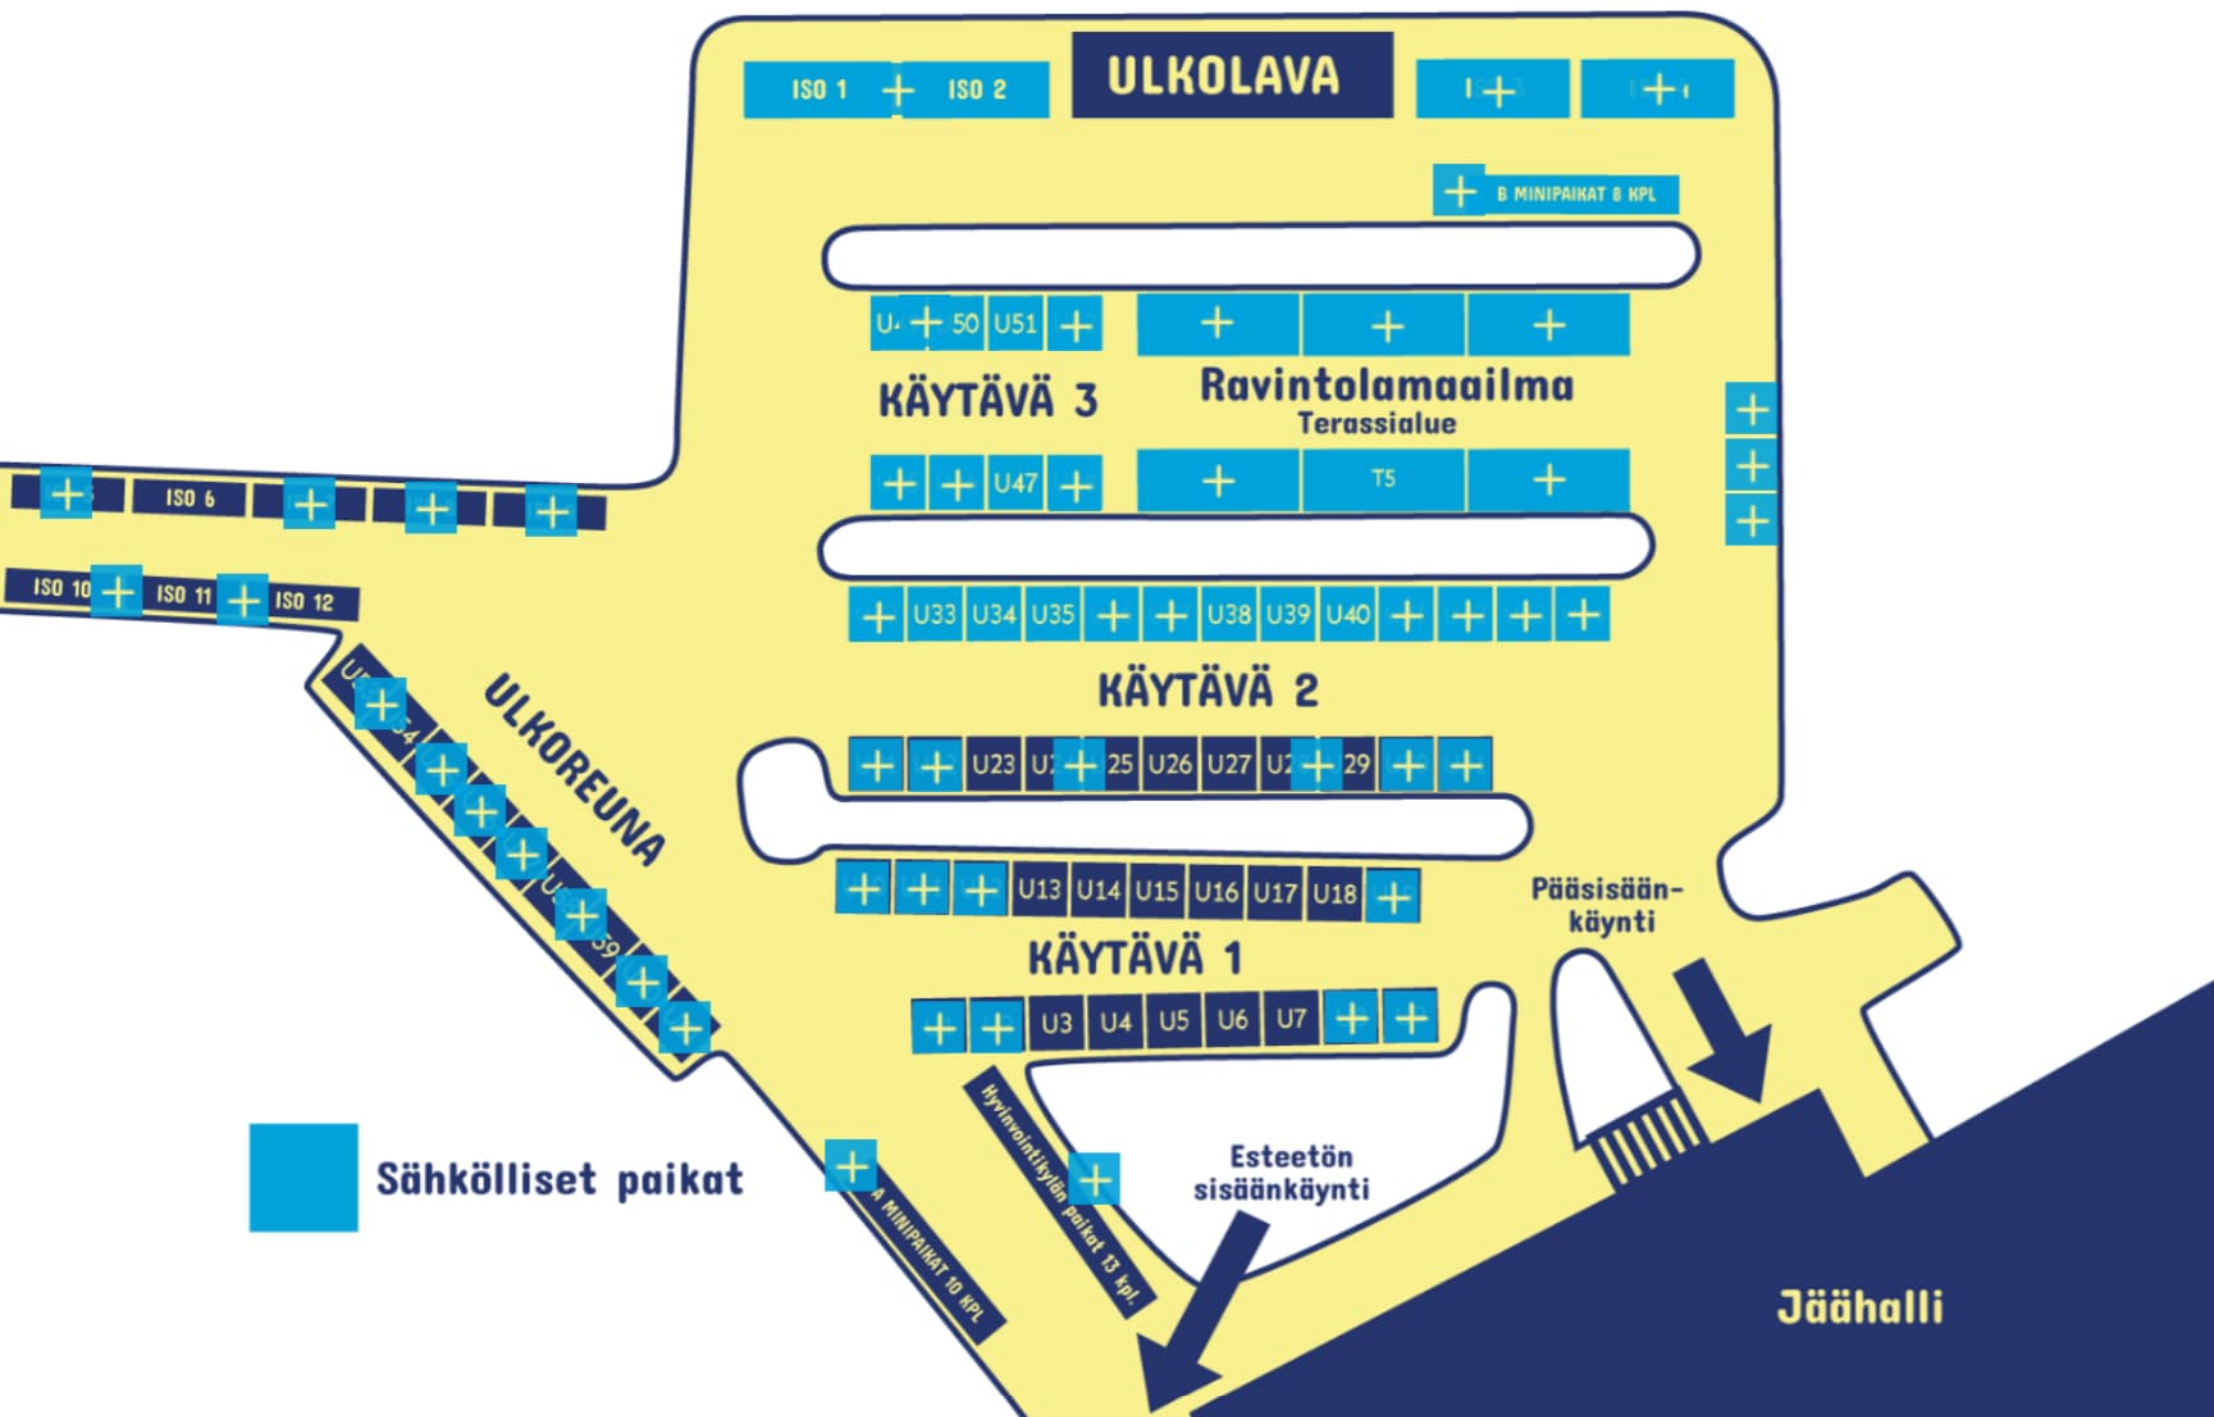 ISO 1
ISO 2
ULKOLAVA
B MINIPAIKAT 8 KPL
50
U51
KÄYTÄVÄ 3
Ravintolamaailma
Terassialue
U47
T5
ISO 6
ISO 10
ISO 11
ISO 12
U33
U34
U35
U38
U39
U40
KÄYTÄVÄ 2
ULKOREUNA
U23
25
U26
U27
29
U13
U14
U15
U16
U17
U18
Pääsisään-
käynti
KÄYTÄVÄ 1
U3
U4
U5
U6
U7
54
59
Hyvinvointikylän paikat 13 kpl.
A MINIPAIKAT 10 KPL
Esteetön
sisäänkäynti
Sähkölliset paikat
Jäähalli